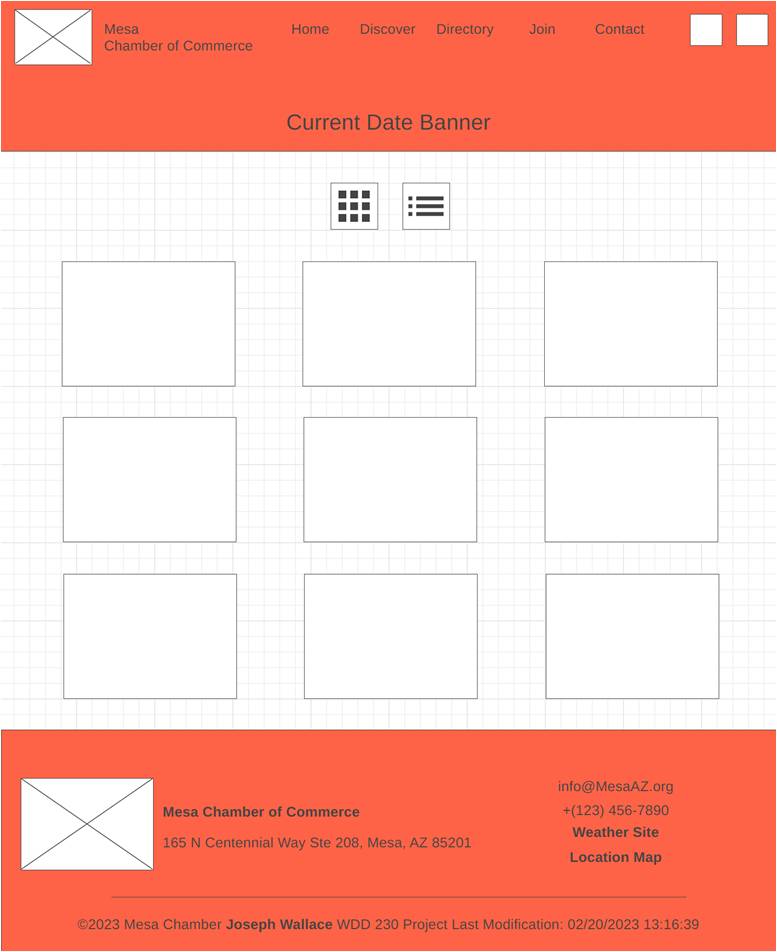 Mesa
Chamber of Commerce
Home Discover Directory Join Contact
Current Date Banner
Mesa Chamber of Commerce
165 N Centennial Way Ste 208, Mesa, AZ 85201
info@MesaAZ.org
+(123) 456-7890
Weather Site
Location Map
©2023 Mesa Chamber Joseph Wallace WDD 230 Project Last Modification: 02/20/2023 13:16:39